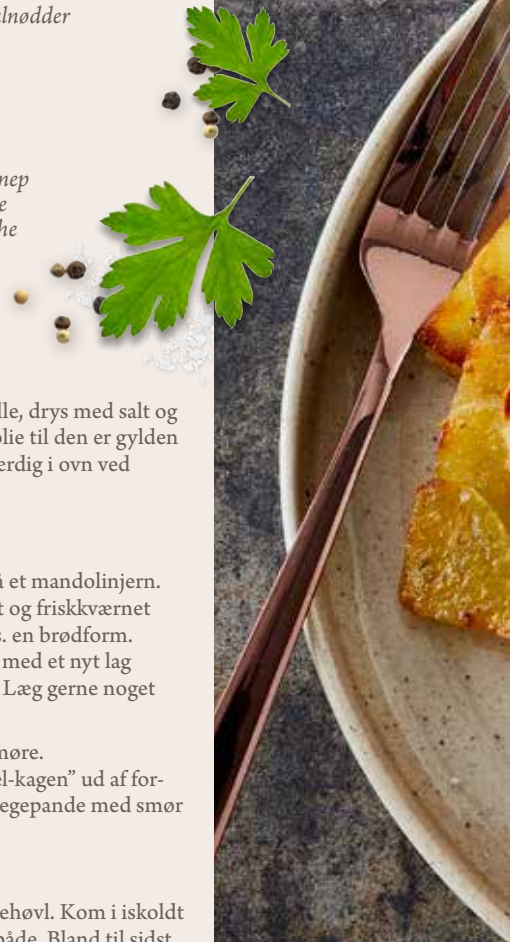 lnødder
nep
e
he
lle, drys med salt og
olie til den er gylden
erdig i ovn ved
å et mandolinjern.
t og friskkværnet
s. en brødform.
med et nyt lag
Læg gerne noget
møre.
el-kagen” ud af for-
egepande med smør
ehøvl. Kom i iskoldt
både. Bland til sidst